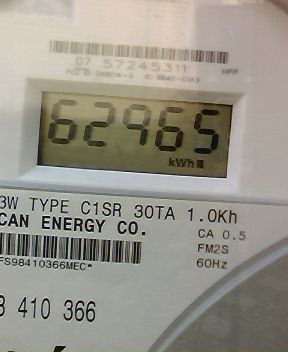 07 57245311
62965
kWh
3W TYPE C1SR 30TA 1.0Kh
CAN ENERGY CO.
CA 0.5
FM2S
60Hz
FS98410366MEC*
8 410 366